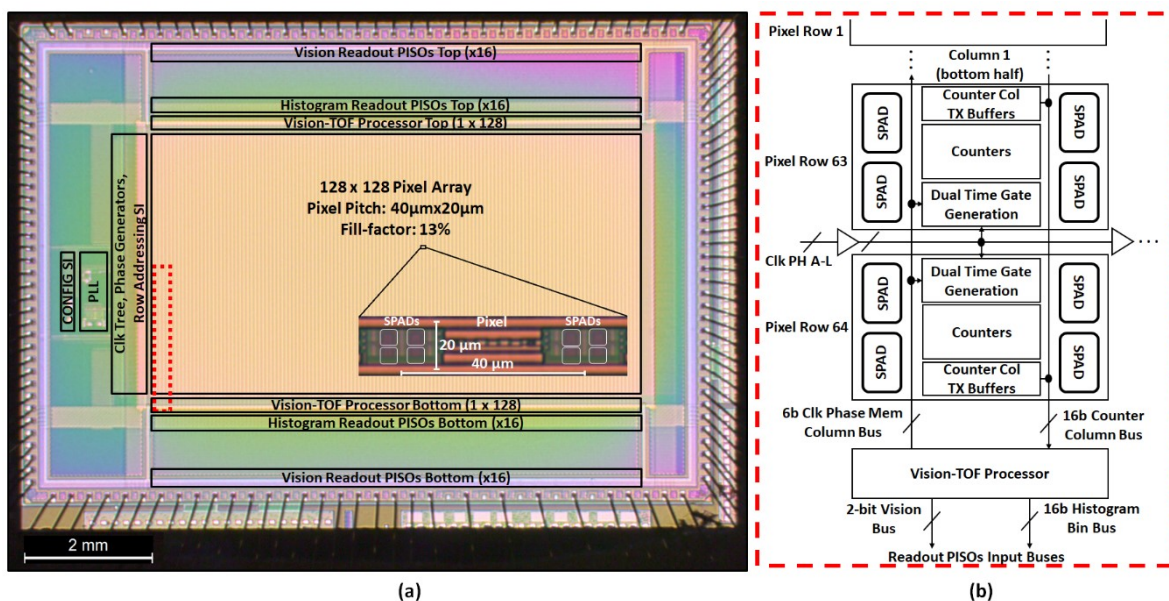 Vision Readout PISOs Top (x16)
Histogram Readout PISOs Top (x16)
Vision-TOF Processor Top (1 x 128)
Clk Tree, Phase Generators,
Row Addressing SI
CONFIG SI
PLL
128 x 128 Pixel Array
Pixel Pitch: 40µmx20µm
Fill-factor: 13%
SPADs
Pixel
SPADs
20 µm
40 µm
Vision-TOF Processor Bottom (1 x 128)
Histogram Readout PISOs Bottom (x16)
Vision Readout PISOs Bottom (x16)
2 mm
(a)
Pixel Row 1
Column 1
(bottom half)
Pixel Row 63
SPAD
SPAD
Counter Col
TX Buffers
Counters
Dual Time Gate
Generation
SPAD
SPAD
Clk PH A-L
Pixel Row 64
SPAD
SPAD
Dual Time Gate
Generation
Counters
Counter Col
TX Buffers
SPAD
SPAD
6b Clk Phase Mem
Column Bus
16b Counter
Column Bus
Vision-TOF Processor
2-bit Vision
Bus
16b Histogram
Bin Bus
Readout PISOs Input Buses
(b)